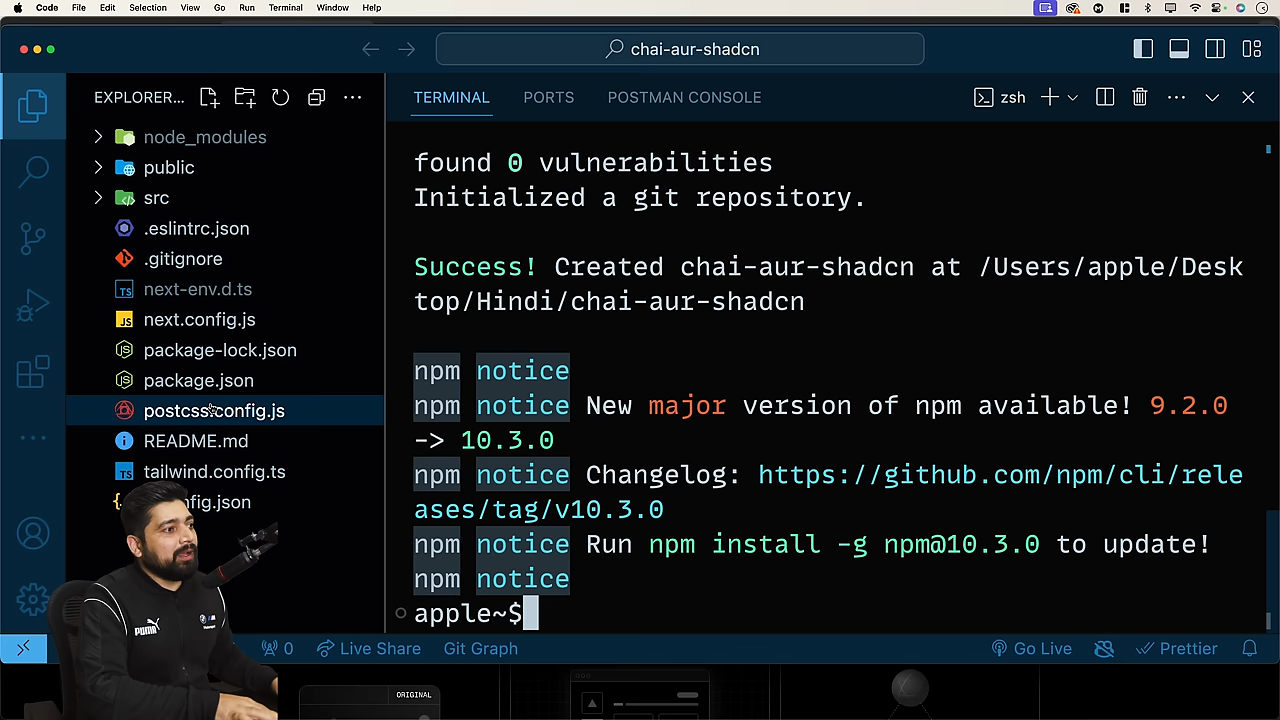 Code File Edit Selection View Go Run Terminal Window Help
chai-aur-shadcn
EXPLORER...
node_modules
public
src
.eslintrc.json
.gitignore
next-env.d.ts
next.config.js
package-lock.json
package.json
postcss.config.js
README.md
tailwind.config.ts
nfig.json
TERMINAL PORTS POSTMAN CONSOLE
zsh
found 0 vulnerabilities
Initialized a git repository.
Success! Created chai-aur-shadcn at /Users/apple/Desk
top/Hindi/chai-aur-shadcn
npm notice
npm notice New major version of npm available! 9.2.0
-> 10.3.0
npm notice Changelog: https://github.com/npm/cli/rele
ases/tag/v10.3.0
npm notice Run npm install -g npm@10.3.0 to update!
npm notice
apple~$
0 Live Share Git Graph
Go Live Prettier
PUMA
ORIGINAL